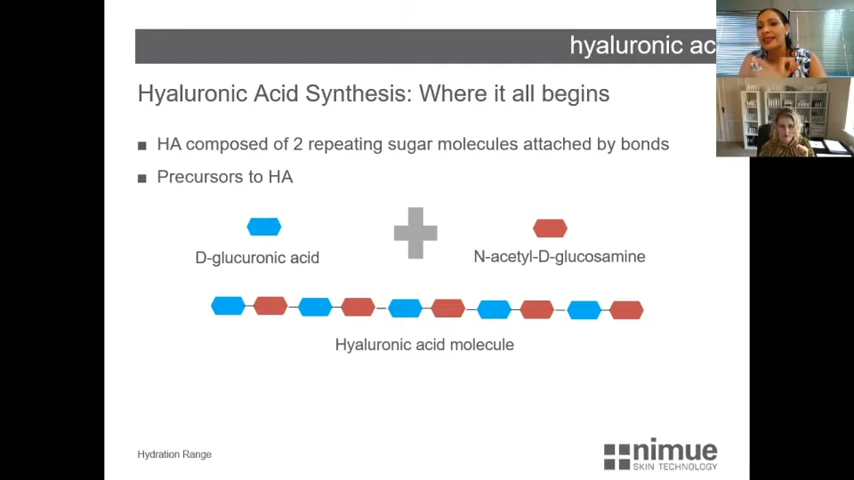 hyaluronic ac
Hyaluronic Acid Synthesis: Where it all begins
HA composed of 2 repeating sugar molecules attached by bonds
Precursors to HA
D-glucuronic acid
N-acetyl-D-glucosamine
Hyaluronic acid molecule
Hydration Range
nimue
SKIN TECHNOLOGY